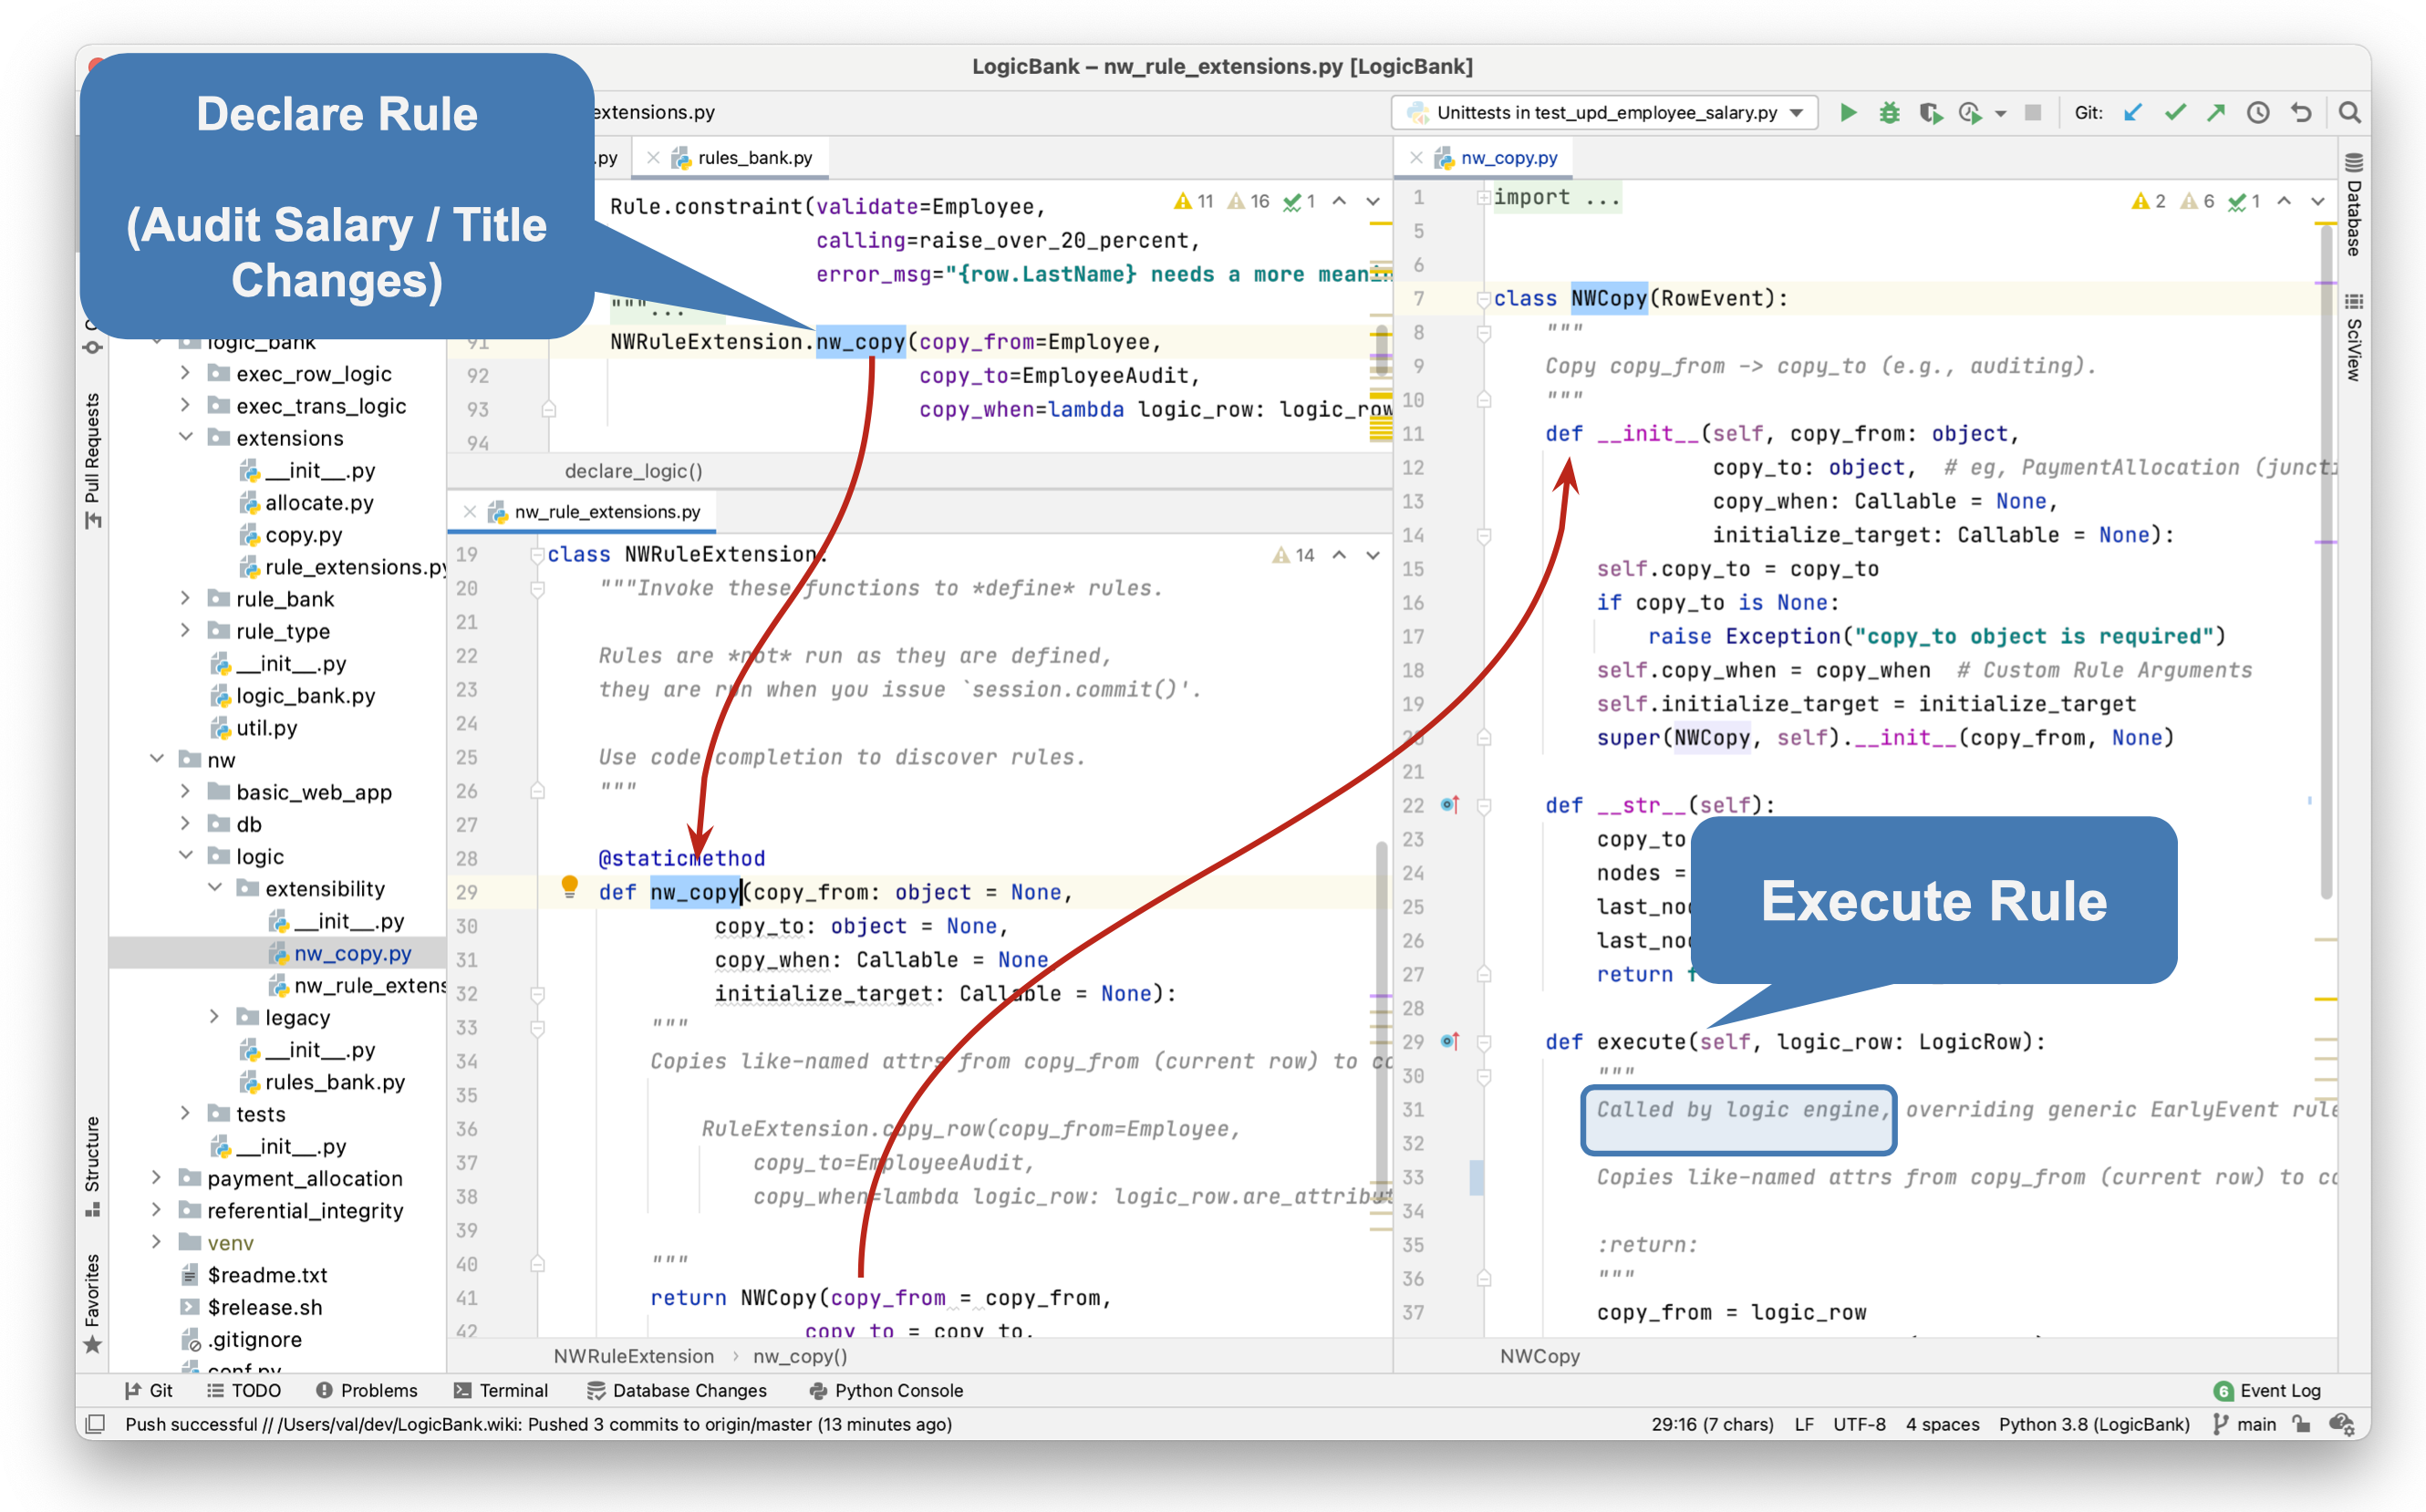 LogicBank – nw_rule_extensions.py [LogicBank]
Declare Rule
(Audit Salary / Title
Changes)
extensions.py
Unittests in test_upd_employee_salary.py
Git:
.py
rules_bank.py
nw_copy.py
Rule.constraint(validate=Employee,
11 16 1
calling=raise_over_20_percent,
error_msg="{row.LastName} needs a more meanin
"""...
91 NWRuleExtension.nw_copy(copy_from=Employee,
92 copy_to=EmployeeAudit,
93 copy_when=lambda logic_row: logic_row
94
declare_logic()
logic_bank
exec_row_logic
exec_trans_logic
extensions
__init__.py
allocate.py
copy.py
rule_extensions.py
rule_bank
rule_type
__init__.py
logic_bank.py
util.py
nw
basic_web_app
db
logic
extensibility
__init__.py
nw_copy.py
nw_rule_extens
legacy
__init__.py
rules_bank.py
tests
__init__.py
payment_allocation
referential_integrity
venv
$readme.txt
$release.sh
.gitignore
conf.py
Pull Requests
Structure
Favorites
nw_rule_extensions.py
19 class NWRuleExtension:
14
20 """Invoke these functions to *define* rules.
21
22 Rules are *not* run as they are defined,
23 they are run when you issue `session.commit()'.
24
25 Use code completion to discover rules.
26 """
27
28 @staticmethod
29 def nw_copy(copy_from: object = None,
30 copy_to: object = None,
31 copy_when: Callable = None,
32 initialize_target: Callable = None):
33 """
34 Copies like-named attrs from copy_from (current row) to co
35
36 RuleExtension.copy_row(copy_from=Employee,
37 copy_to=EmployeeAudit,
38 copy_when=lambda logic_row: logic_row.are_attribut
39
40 """
41 return NWCopy(copy_from = copy_from,
42 copy_to = copy_to,
NWRuleExtension › nw_copy()
1 import ...
2 6 1
5
6
7 class NWCopy(RowEvent):
8 """
9 Copy copy_from -> copy_to (e.g., auditing).
10 """
11 def __init__(self, copy_from: object,
12 copy_to: object, # eg, PaymentAllocation (juncti
13 copy_when: Callable = None,
14 initialize_target: Callable = None):
15 self.copy_to = copy_to
16 if copy_to is None:
17 raise Exception("copy_to object is required")
18 self.copy_when = copy_when # Custom Rule Arguments
19 self.initialize_target = initialize_target
20 super(NWCopy, self).__init__(copy_from, None)
21
22 def __str__(self):
23 copy_to
24 nodes =
25 last_nod
26 last_nod
27 return f
28
Execute Rule
29 def execute(self, logic_row: LogicRow):
30 """
31 Called by logic engine, overriding generic EarlyEvent rule
32
33 Copies like-named attrs from copy_from (current row) to co
34
35 :return:
36 """
37 copy_from = logic_row
NWCopy
Database
SciView
Git TODO Problems Terminal Database Changes Python Console
6 Event Log
Push successful // /Users/val/dev/LogicBank.wiki: Pushed 3 commits to origin/master (13 minutes ago)
29:16 (7 chars) LF UTF-8 4 spaces Python 3.8 (LogicBank) main